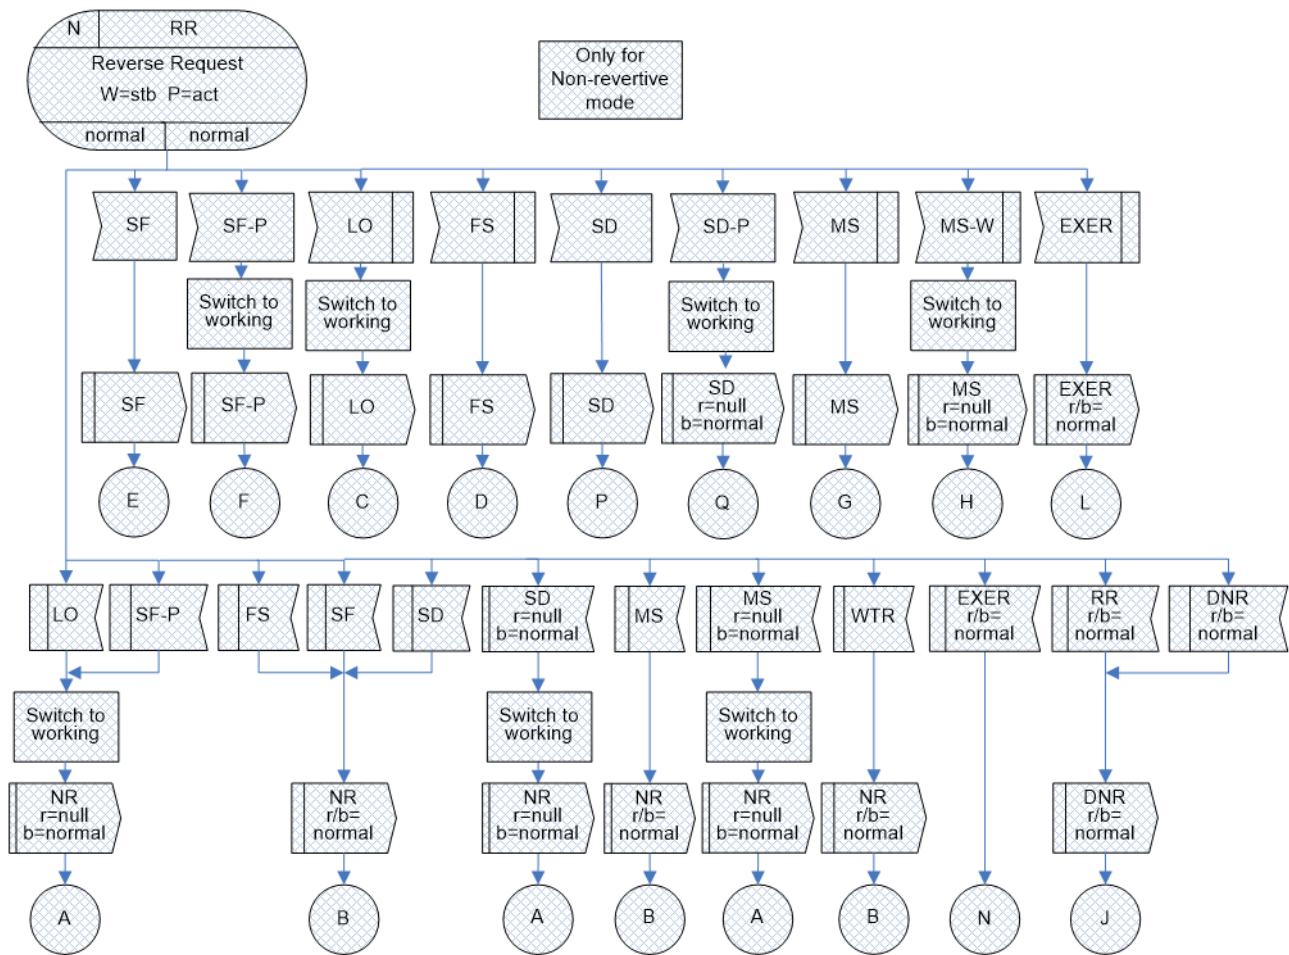 N RR
Reverse Request
W=stb P=act
normal normal
Only for
Non-revertive
mode
SF SF-P LO FS SD SD-P MS MS-W EXER
Switch to
working
Switch to
working
Switch to
working
Switch to
working
SF
SF-P
LO
FS
SD
SD
r=null
b=normal
MS
MS
r=null
b=normal
EXER
r/b=
normal
E F C D P Q G H L
LO
SF-P
FS
SF
SD
SD
r=null
b=normal
MS
MS
r=null
b=normal
WTR
EXER
r/b=
normal
RR
r/b=
normal
DNR
r/b=
normal
Switch to
working
Switch to
working
Switch to
working
NR
r=null
b=normal
NR
r/b=
normal
NR
r=null
b=normal
NR
r/b=
normal
NR
r=null
b=normal
NR
r/b=
normal
DNR
r/b=
normal
A B A B A B N J